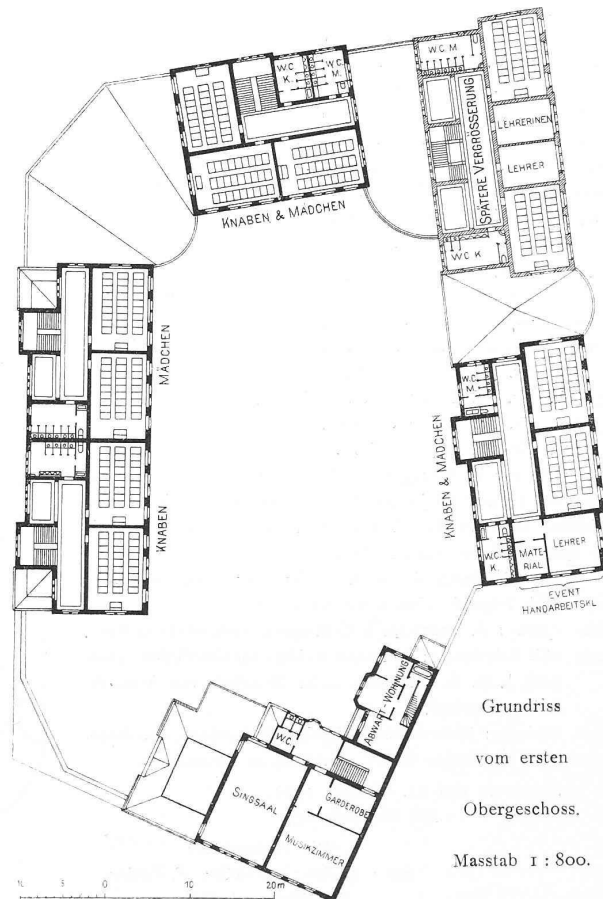 W.C. K.
W.C. M.
KNABEN & MÄDCHEN
W.C. M.
SPÄTERE VERGRÖSSERUNG
LEHRERINEN
LEHRER
W.C. K.
MÄDCHEN
KNABEN
W.C. M.
KNABEN & MÄDCHEN
W.C. K.
MATE-
RIAL
LEHRER
EVENT
HANDARBEITSKL
ABWART-WOHNUNG
W.C.
SINGSAAL
GARDEROBE
MUSIKZIMMER
Grundriss
vom ersten
Obergeschoss.
Masstab 1 : 800.
10 5 0 10 20 m